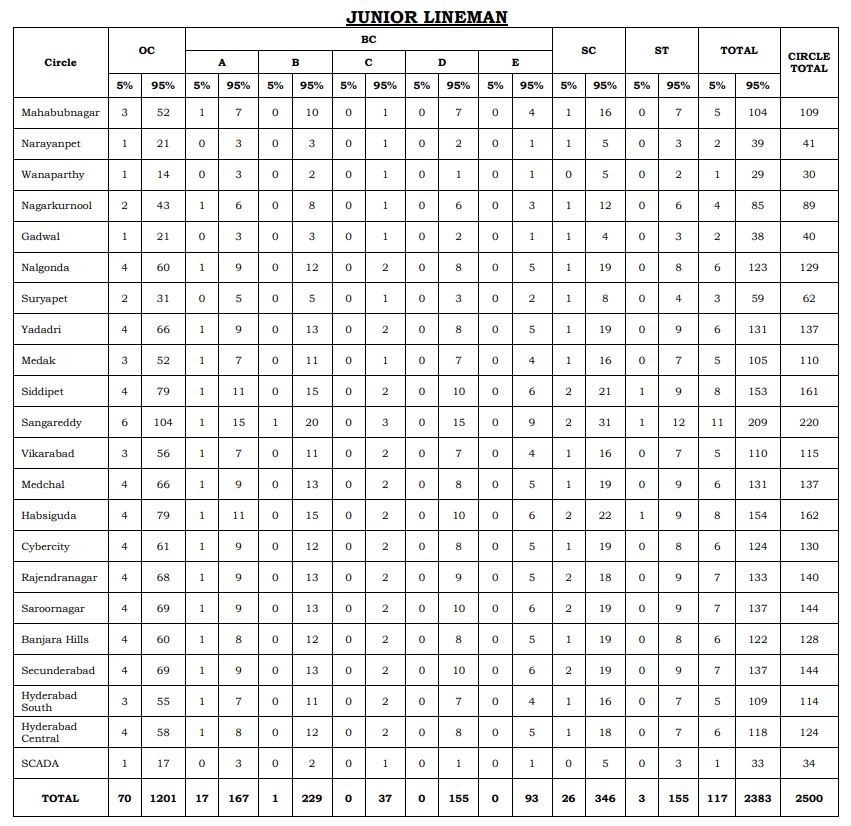 JUNIOR LINEMAN
Circle OC BC SC ST TOTAL CIRCLE TOTAL
A B C D E
5% 95% 5% 95% 5% 95% 5% 95% 5% 95% 5% 95% 5% 95% 5% 95% 5% 95%
Mahabubnagar 3 52 1 7 0 10 0 1 0 7 0 4 1 16 0 7 5 104 109
Narayanpet 1 21 0 3 0 3 0 1 0 2 0 1 1 5 0 3 2 39 41
Wanaparthy 1 14 0 3 0 2 0 1 0 1 0 1 0 5 0 2 1 29 30
Nagarkurnool 2 43 1 6 0 8 0 1 0 6 0 3 1 12 0 6 4 85 89
Gadwal 1 21 0 3 0 3 0 1 0 2 0 1 1 4 0 3 2 38 40
Nalgonda 4 60 1 9 0 12 0 2 0 8 0 5 1 19 0 8 6 123 129
Suryapet 2 31 0 5 0 5 0 1 0 3 0 2 1 8 0 4 3 59 62
Yadadri 4 66 1 9 0 13 0 2 0 8 0 5 1 19 0 9 6 131 137
Medak 3 52 1 7 0 11 0 1 0 7 0 4 1 16 0 7 5 105 110
Siddipet 4 79 1 11 0 15 0 2 0 10 0 6 2 21 1 9 8 153 161
Sangareddy 6 104 1 15 1 20 0 3 0 15 0 9 2 31 1 12 11 209 220
Vikarabad 3 56 1 7 0 11 0 2 0 7 0 4 1 16 0 7 5 110 115
Medchal 4 66 1 9 0 13 0 2 0 8 0 5 1 19 0 9 6 131 137
Habsiguda 4 79 1 11 0 15 0 2 0 10 0 6 2 22 1 9 8 154 162
Cybercity 4 61 1 9 0 12 0 2 0 8 0 5 1 19 0 8 6 124 130
Rajendranagar 4 68 1 9 0 13 0 2 0 9 0 5 2 18 0 9 7 133 140
Saroornagar 4 69 1 9 0 13 0 2 0 10 0 6 2 19 0 9 7 137 144
Banjara Hills 4 60 1 8 0 12 0 2 0 8 0 5 1 19 0 8 6 122 128
Secunderabad 4 69 1 9 0 13 0 2 0 10 0 6 2 19 0 9 7 137 144
Hyderabad South 3 55 1 7 0 11 0 2 0 7 0 4 1 16 0 7 5 109 114
Hyderabad Central 4 58 1 8 0 12 0 2 0 8 0 5 1 18 0 7 6 118 124
SCADA 1 17 0 3 0 2 0 1 0 1 0 1 0 5 0 3 1 33 34
TOTAL 70 1201 17 167 1 229 0 37 0 155 0 93 26 346 3 155 117 2383 2500